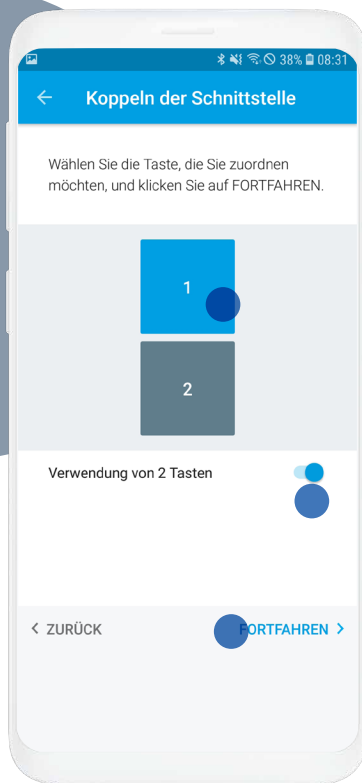 38% 08:31
Koppeln der Schnittstelle
Wählen Sie die Taste, die Sie zuordnen
möchten, und klicken Sie auf FORTFAHREN.
1
2
Verwendung von 2 Tasten
< ZURÜCK FORTFAHREN >